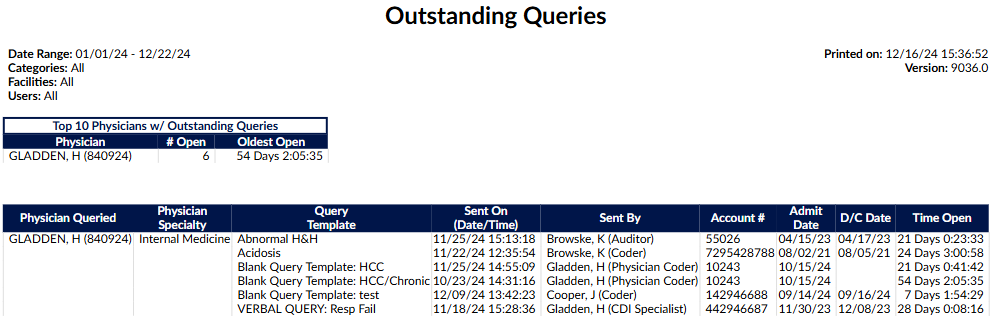 Outstanding Queries
Date Range: 01/01/24 - 12/22/24
Printed on: 12/16/24 15:36:52
Categories: All
Version: 9036.0
Facilities: All
Users: All
Top 10 Physicians w/ Outstanding Queries
Physician # Open Oldest Open
GLADDEN, H (840924) 6 54 Days 2:05:35
Physician Queried Physician Specialty Query Template Sent On (Date/Time) Sent By Account # Admit Date D/C Date Time Open
GLADDEN, H (840924) Internal Medicine Abnormal H&H 11/25/24 15:13:18 Browske, K (Auditor) 55026 04/15/23 04/17/23 21 Days 0:23:33
Acidosis 11/22/24 12:35:54 Browske, K (Coder) 7295428788 08/02/21 08/05/21 24 Days 3:00:58
Blank Query Template: HCC 11/25/24 14:55:09 Gladden, H (Physician Coder) 10243 10/15/24 21 Days 0:41:42
Blank Query Template: HCC/Chronic 10/23/24 14:31:16 Gladden, H (Physician Coder) 10243 10/15/24 54 Days 2:05:35
Blank Query Template: test 12/09/24 13:42:23 Cooper, J (Coder) 142946688 09/14/24 09/16/24 7 Days 1:54:29
VERBAL QUERY: Resp Fail 11/18/24 15:28:36 Gladden, H (CDI Specialist) 442946687 11/30/23 12/08/23 28 Days 0:08:16